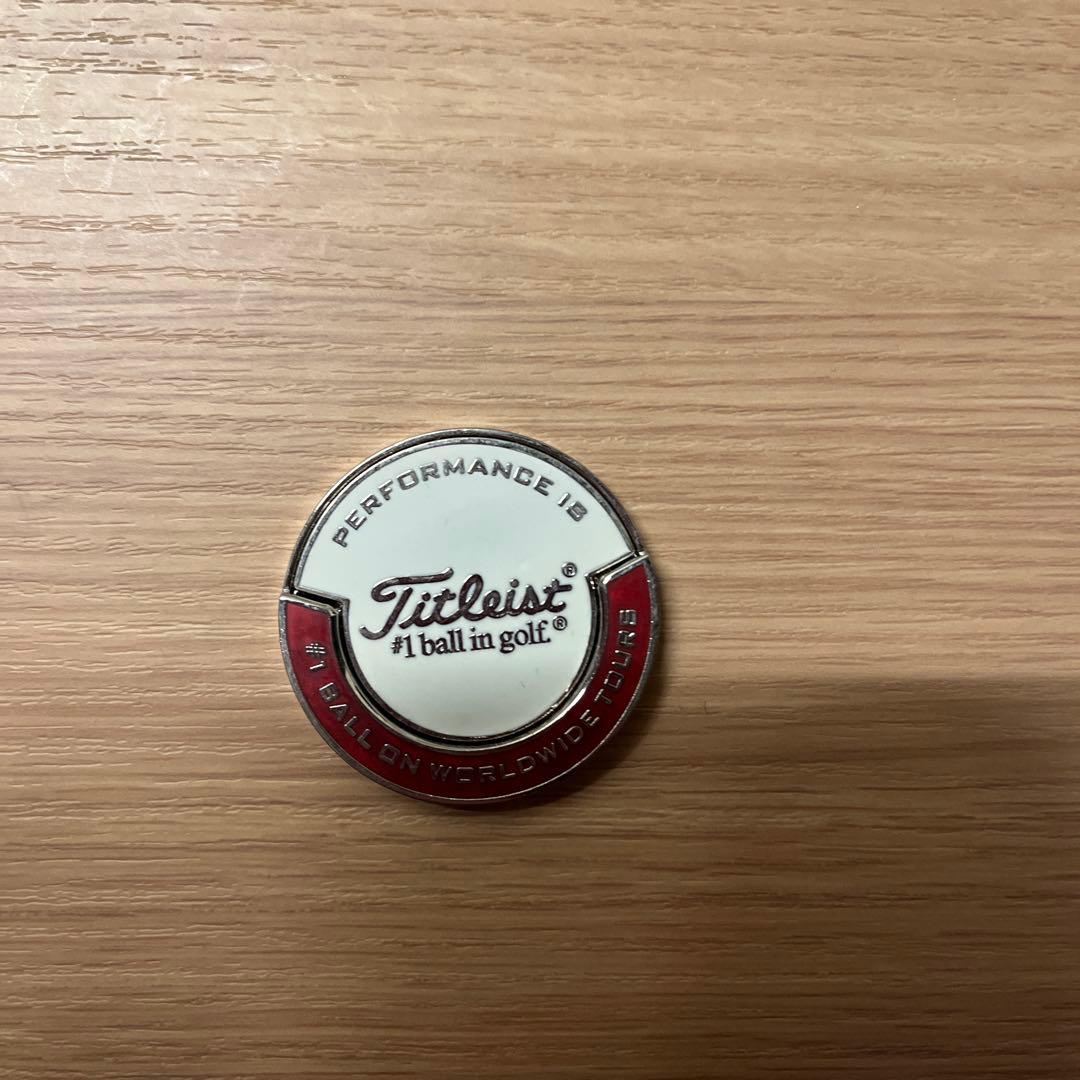 PERFORMANCE IS
Titleist®
#1 ball in golf.®
#1 BALL ON WORLDWIDE TOURS